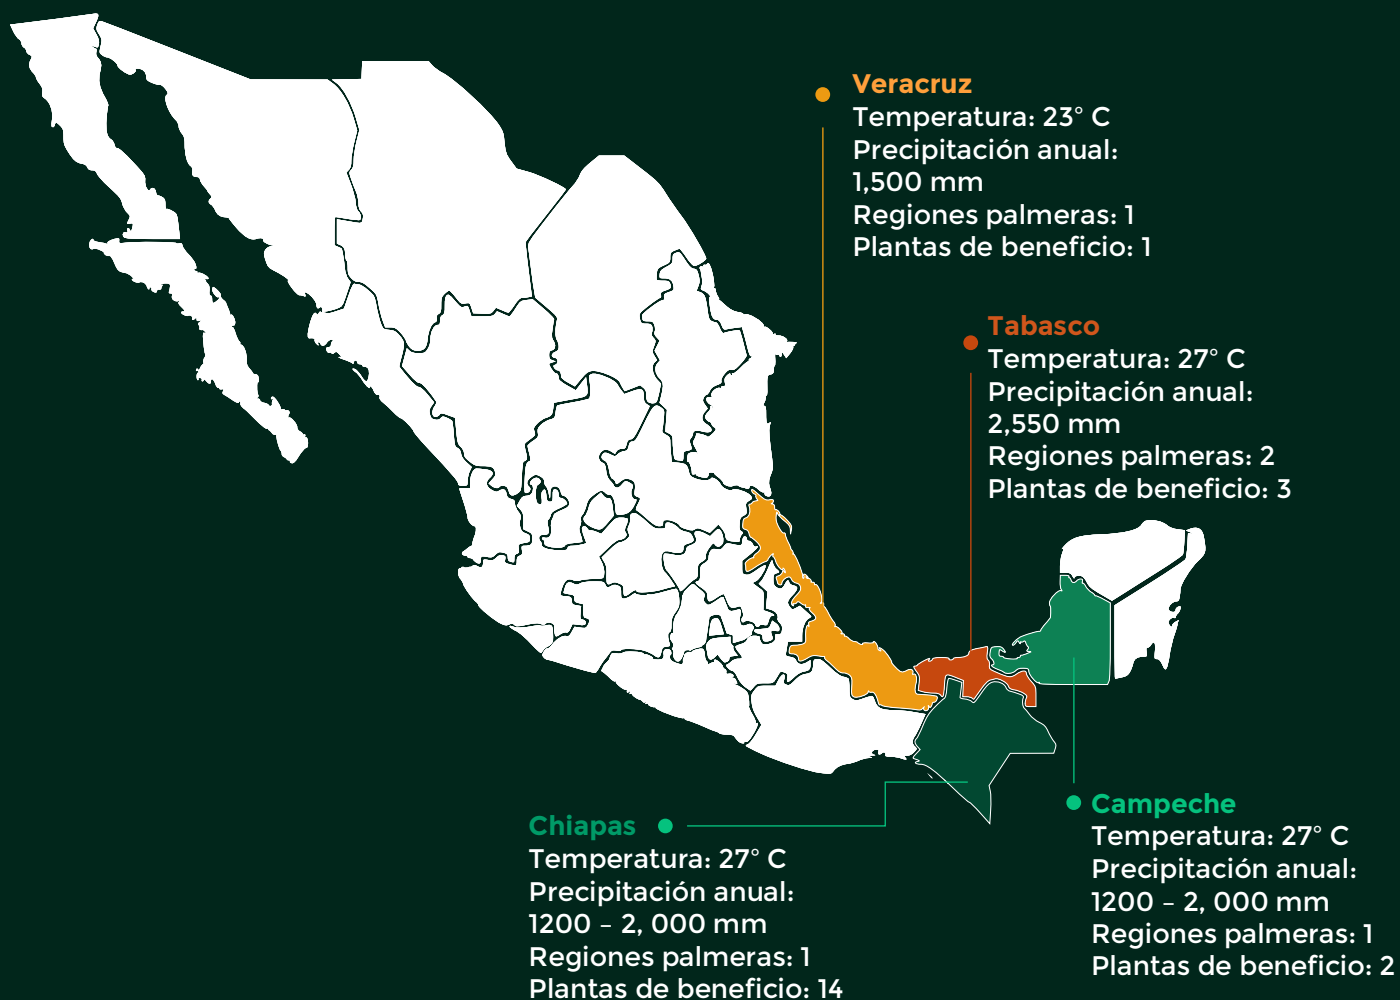 Veracruz
Temperatura: 23° C
Precipitación anual:
1,500 mm
Regiones palmeras: 1
Plantas de beneficio: 1
Tabasco
Temperatura: 27° C
Precipitación anual:
2,550 mm
Regiones palmeras: 2
Plantas de beneficio: 3
Chiapas
Temperatura: 27° C
Precipitación anual:
1200 – 2, 000 mm
Regiones palmeras: 1
Plantas de beneficio: 14
Campeche
Temperatura: 27° C
Precipitación anual:
1200 – 2, 000 mm
Regiones palmeras: 1
Plantas de beneficio: 2